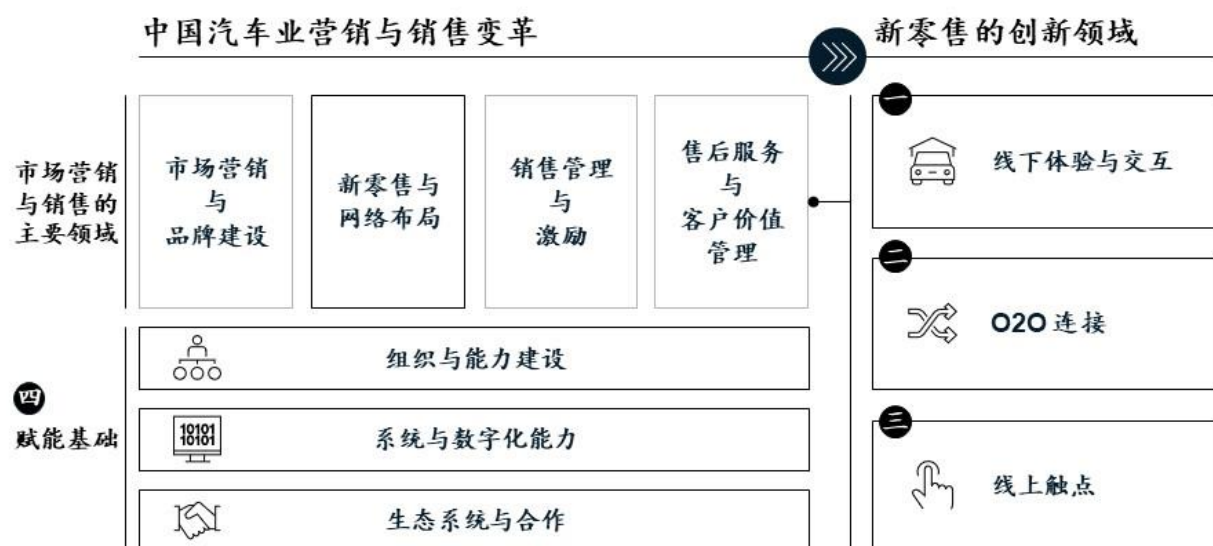 中国汽车业营销与销售变革
新零售的创新领域
市场营销
与销售的
主要领域
市场营销
与
品牌建设
新零售与
网络布局
销售管理
与
激励
售后服务
与
客户价值
管理
一
线下体验与交互
二
O2O 连接
三
线上触点
四
赋能基础
组织与能力建设
10101
10101
系统与数字化能力
生态系统与合作